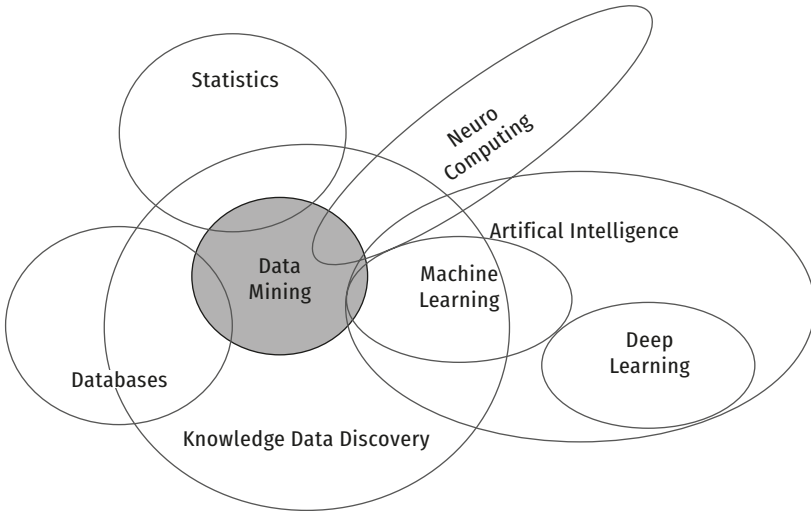 Statistics
Neuro
Computing
Artifical Intelligence
Data
Mining
Machine
Learning
Deep
Learning
Databases
Knowledge Data Discovery